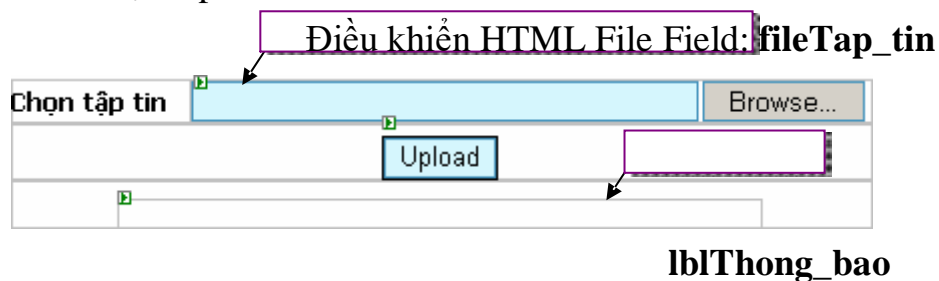 Điều khiển HTML File Field: fileTap_tin
Chọn tập tin Browse...
Upload
lblThong_bao